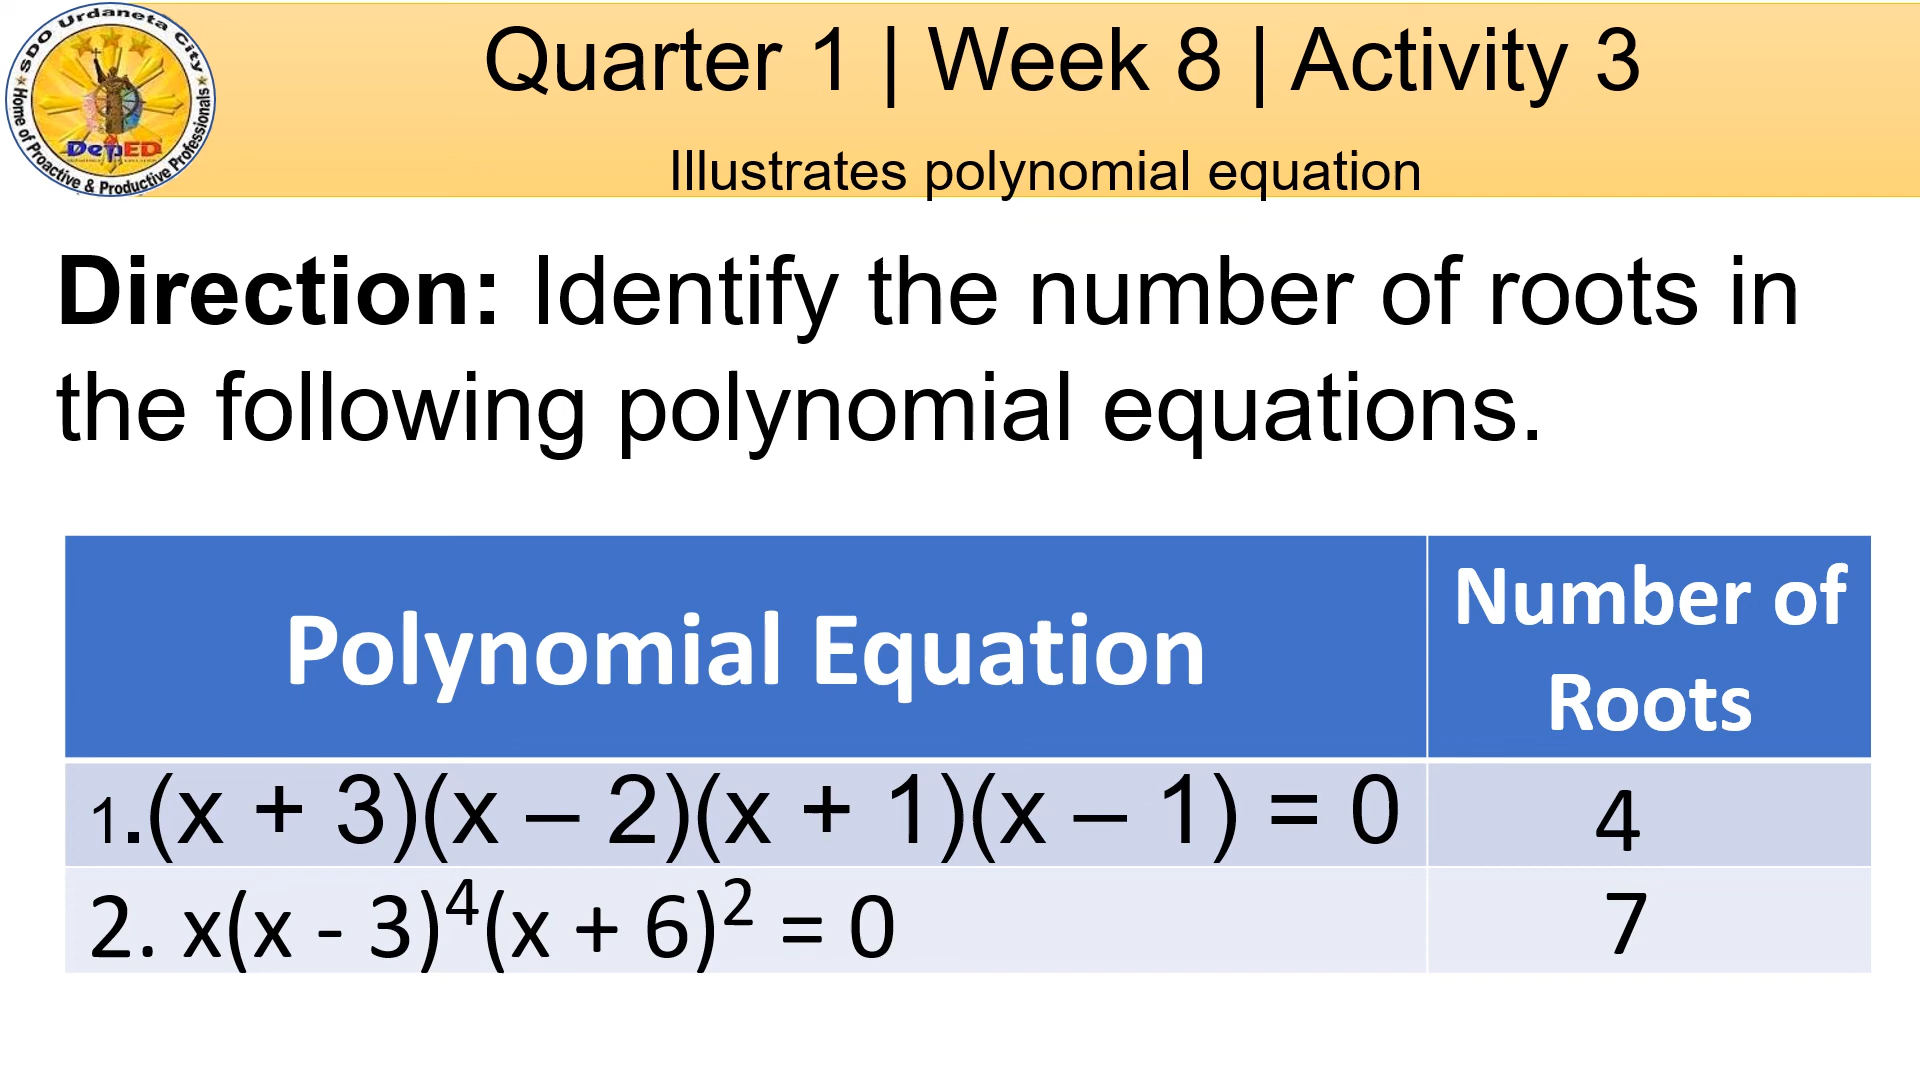 SDO Urdaneta City
Home of Proactive & Productive Professionals
DepED
Quarter 1 | Week 8 | Activity 3
Illustrates polynomial equation
Direction: Identify the number of roots in
the following polynomial equations.
Polynomial Equation
Number of
Roots
1.(x + 3)(x – 2)(x + 1)(x – 1) = 0 4
2. x(x - 3)⁴(x + 6)² = 0 7